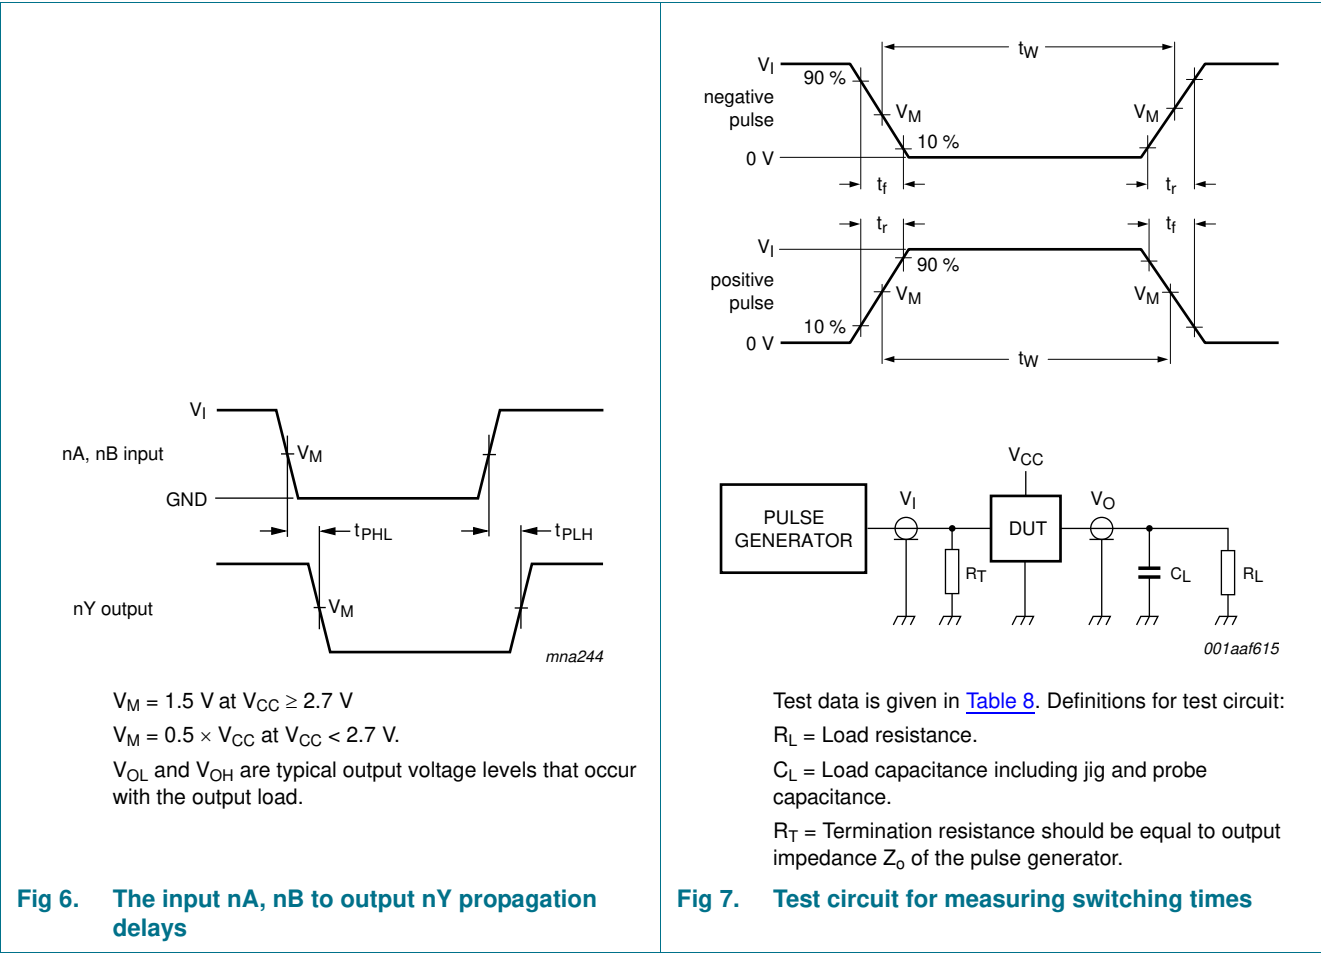 VI
nA, nB input
VM
GND
tPHL
tPLH
nY output
VM
mna244
VM = 1.5 V at VCC ≥ 2.7 V
VM = 0.5 × VCC at VCC < 2.7 V.
VOL and VOH are typical output voltage levels that occur
with the output load.
Fig 6. The input nA, nB to output nY propagation
delays
tW
VI
90 %
negative
pulse
VM
VM
10 %
0 V
tf
tr
tr
tf
VI
90 %
positive
pulse
VM
VM
10 %
0 V
tW
VCC
VI
VO
PULSE
GENERATOR
DUT
RT
CL
RL
001aaf615
Test data is given in Table 8. Definitions for test circuit:
RL = Load resistance.
CL = Load capacitance including jig and probe
capacitance.
RT = Termination resistance should be equal to output
impedance Zo of the pulse generator.
Fig 7. Test circuit for measuring switching times